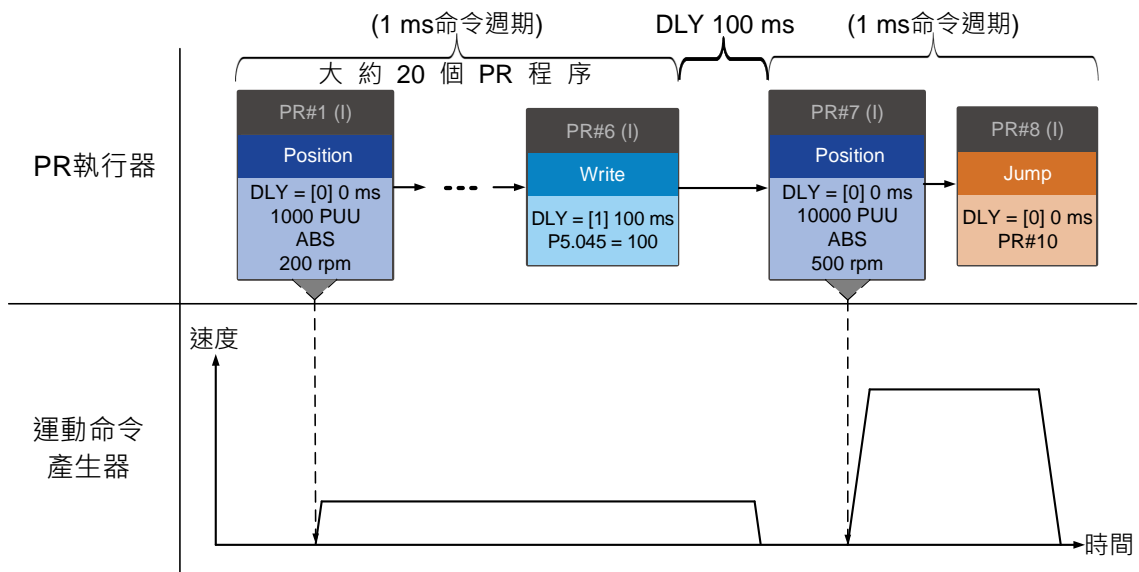 (1 ms命令週期)
DLY 100 ms
(1 ms命令週期)
大約20個PR程序
PR執行器
PR#1 (I)
Position
DLY = [0] 0 ms
1000 PUU
ABS
200 rpm
PR#6 (I)
Write
DLY = [1] 100 ms
P5.045 = 100
PR#7 (I)
Position
DLY = [0] 0 ms
10000 PUU
ABS
500 rpm
PR#8 (I)
Jump
DLY = [0] 0 ms
PR#10
運動命令
產生器
速度
時間